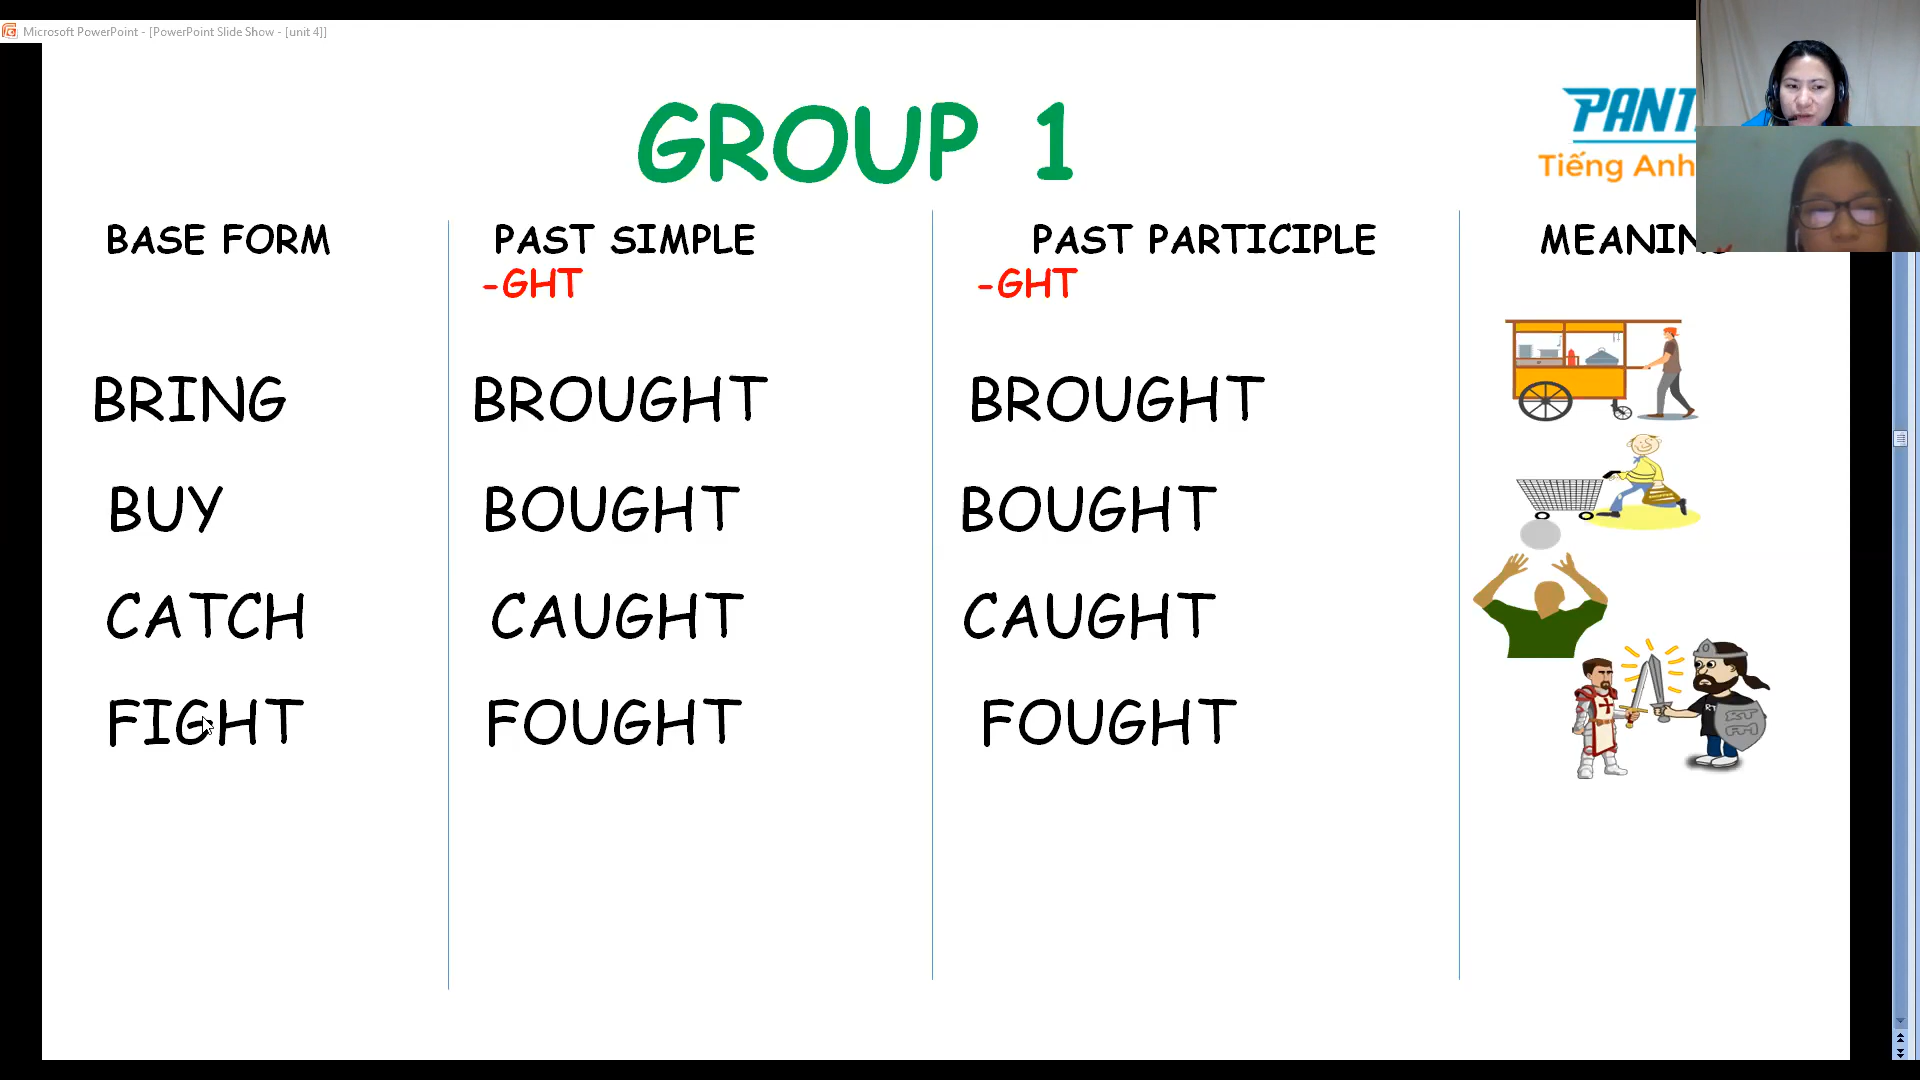 Microsoft PowerPoint - [PowerPoint Slide Show - [unit 4]]
GROUP 1
Tiếng Anh
BASE FORM PAST SIMPLE PAST PARTICIPLE
-GHT -GHT
BRING BROUGHT BROUGHT
BUY BOUGHT BOUGHT
CATCH CAUGHT CAUGHT
FIGHT FOUGHT FOUGHT